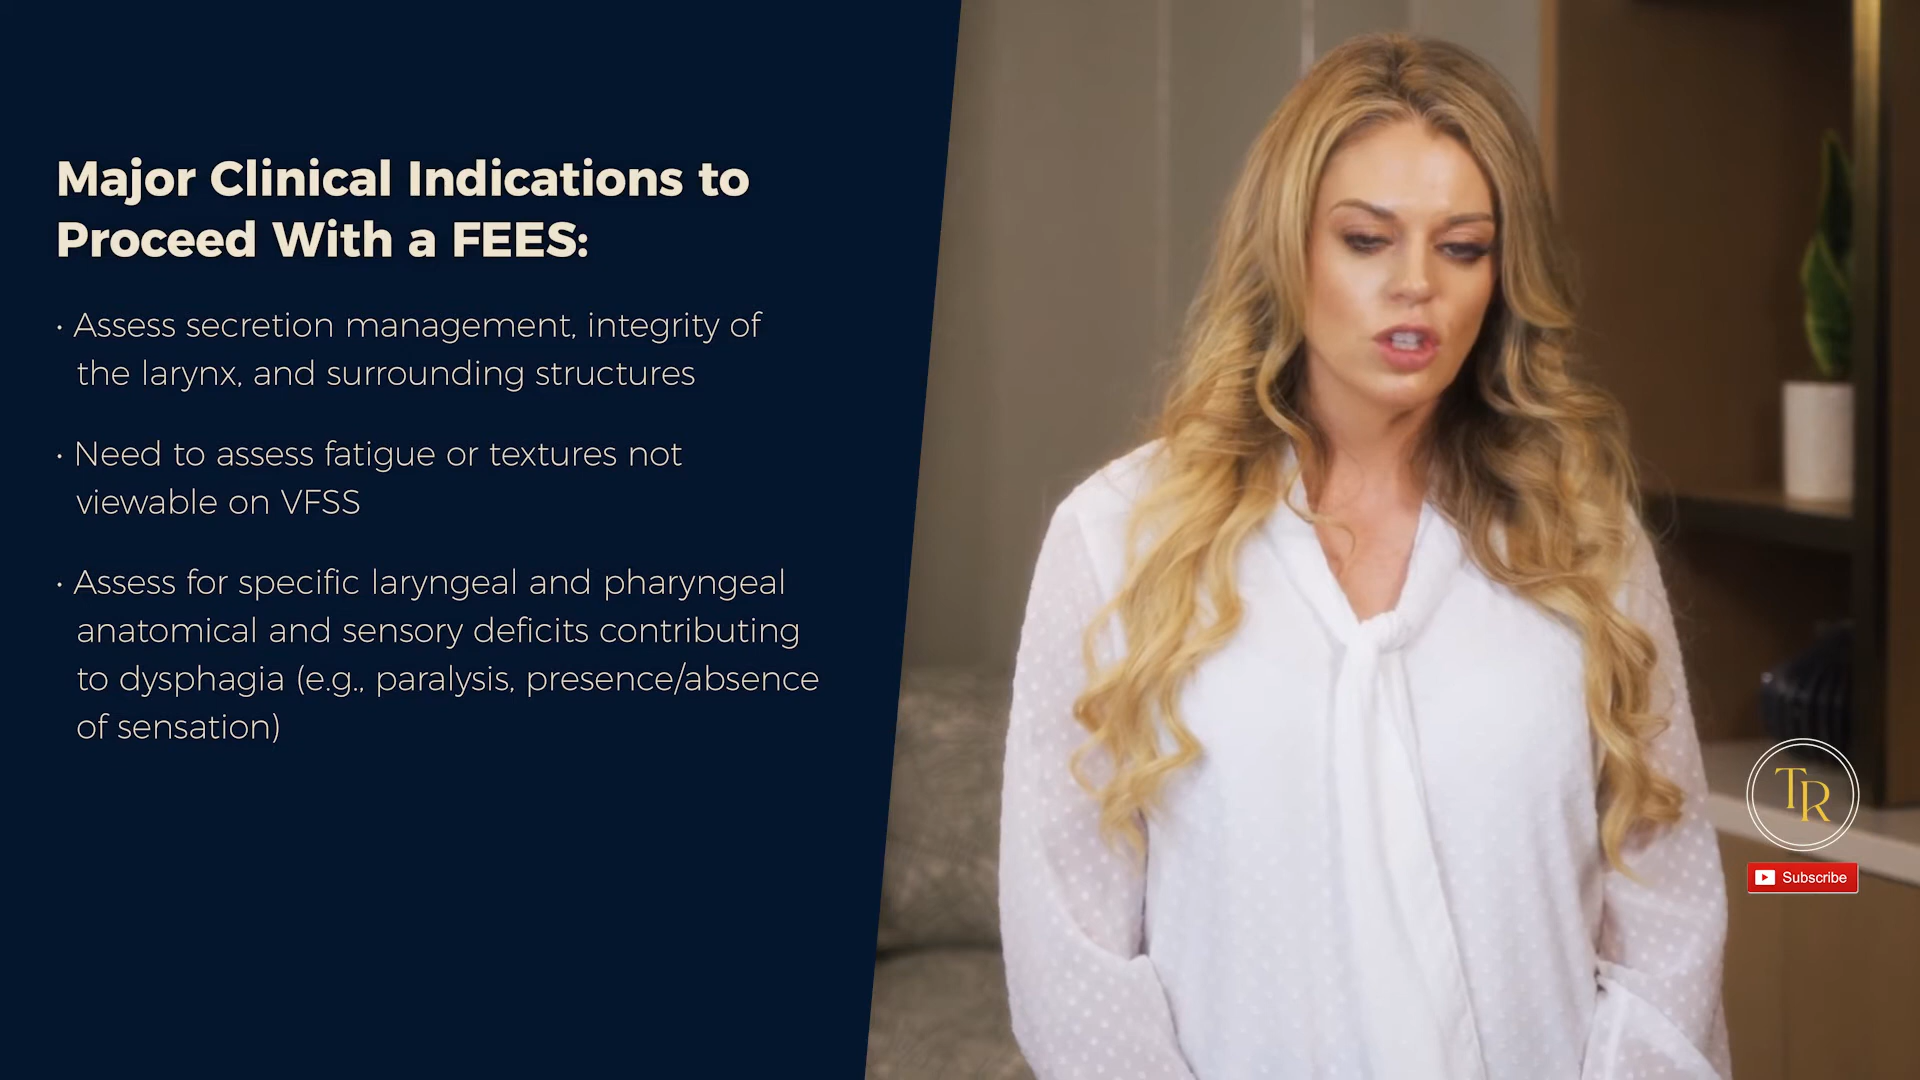 Major Clinical Indications to
Proceed With a FEES:
• Assess secretion management, integrity of
the larynx, and surrounding structures
• Need to assess fatigue or textures not
viewable on VFSS
• Assess for specific laryngeal and pharyngeal
anatomical and sensory deficits contributing
to dysphagia (e.g., paralysis, presence/absence
of sensation)
TR
Subscribe